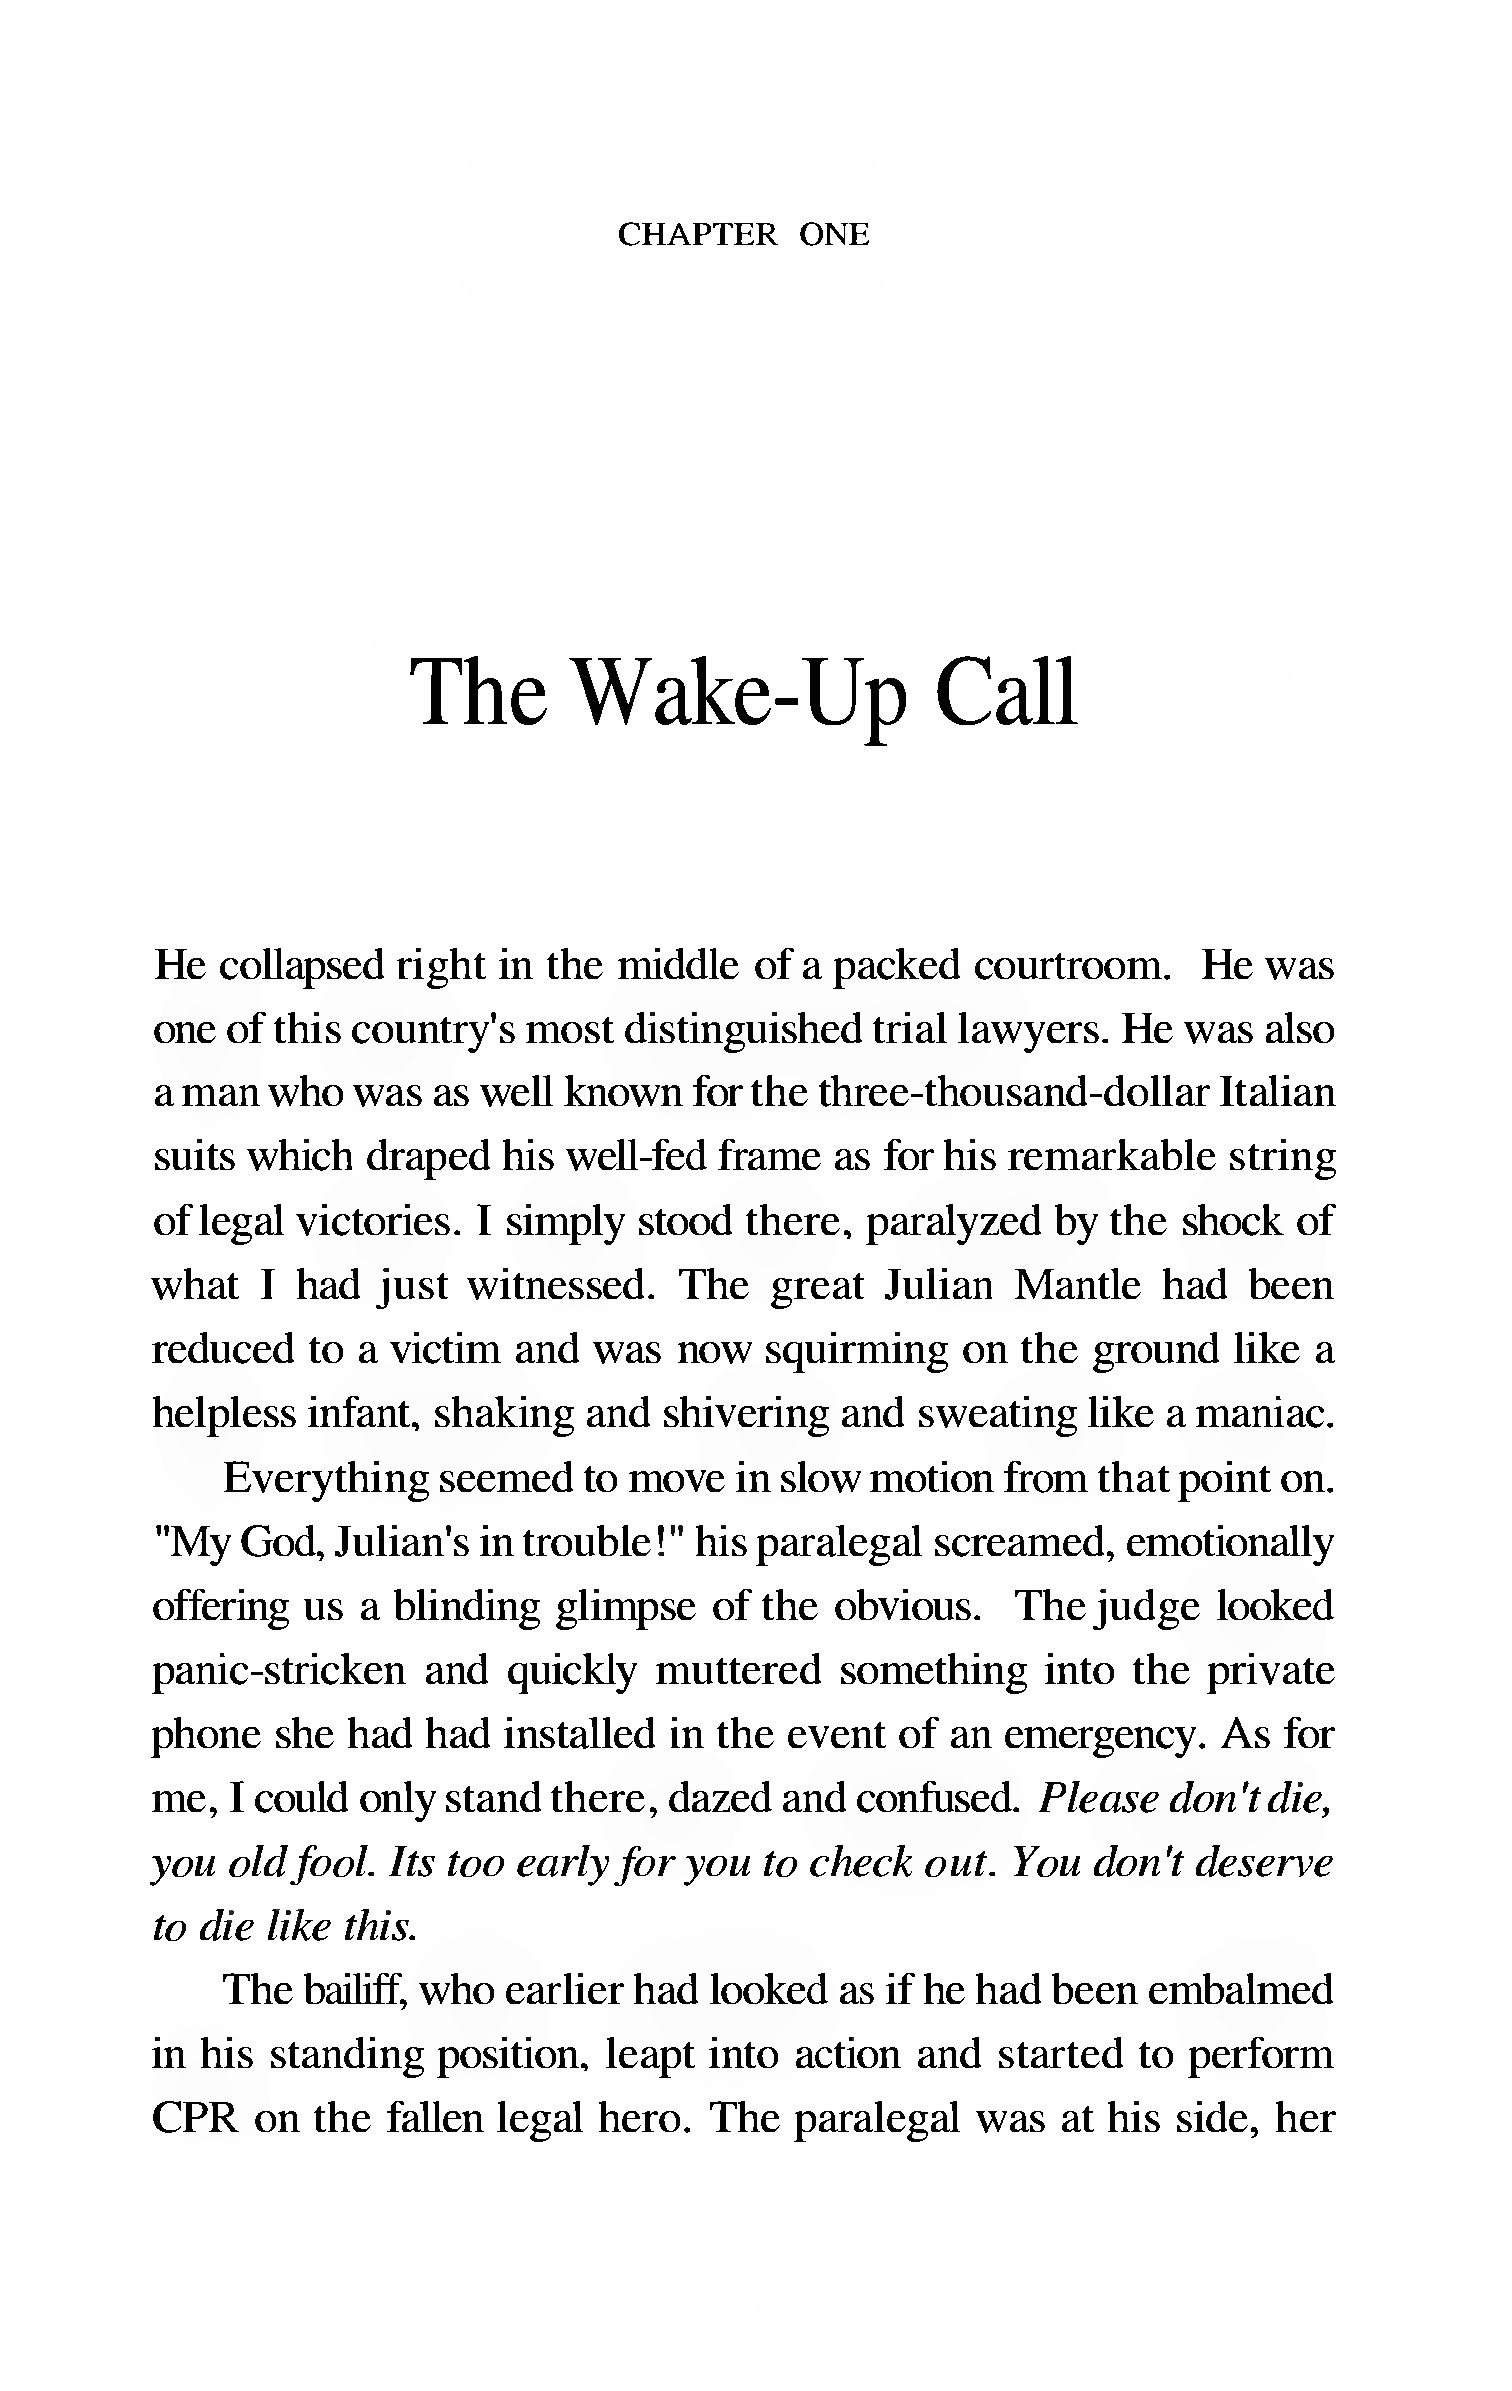 CHAPTER ONE
The Wake-Up Call
He collapsed right in the middle of a packed courtroom. He was
one of this country's most distinguished trial lawyers. He was also
a man who was as well known for the three-thousand-dollar Italian
suits which draped his well-fed frame as for his remarkable string
of legal victories. I simply stood there, paralyzed by the shock of
what I had just witnessed. The great Julian Mantle had been
reduced to a victim and was now squirming on the ground like a
helpless infant, shaking and shivering and sweating like a maniac.
Everything seemed to move in slow motion from that point on.
"My God, Julian's in trouble!" his paralegal screamed, emotionally
offering us a blinding glimpse of the obvious. The judge looked
panic-stricken and quickly muttered something into the private
phone she had had installed in the event of an emergency. As for
me, I could only stand there, dazed and confused. Please don't die,
you old fool. Its too early for you to check out. You don't deserve
to die like this.
The bailiff, who earlier had looked as if he had been embalmed
in his standing position, leapt into action and started to perform
CPR on the fallen legal hero. The paralegal was at his side, her